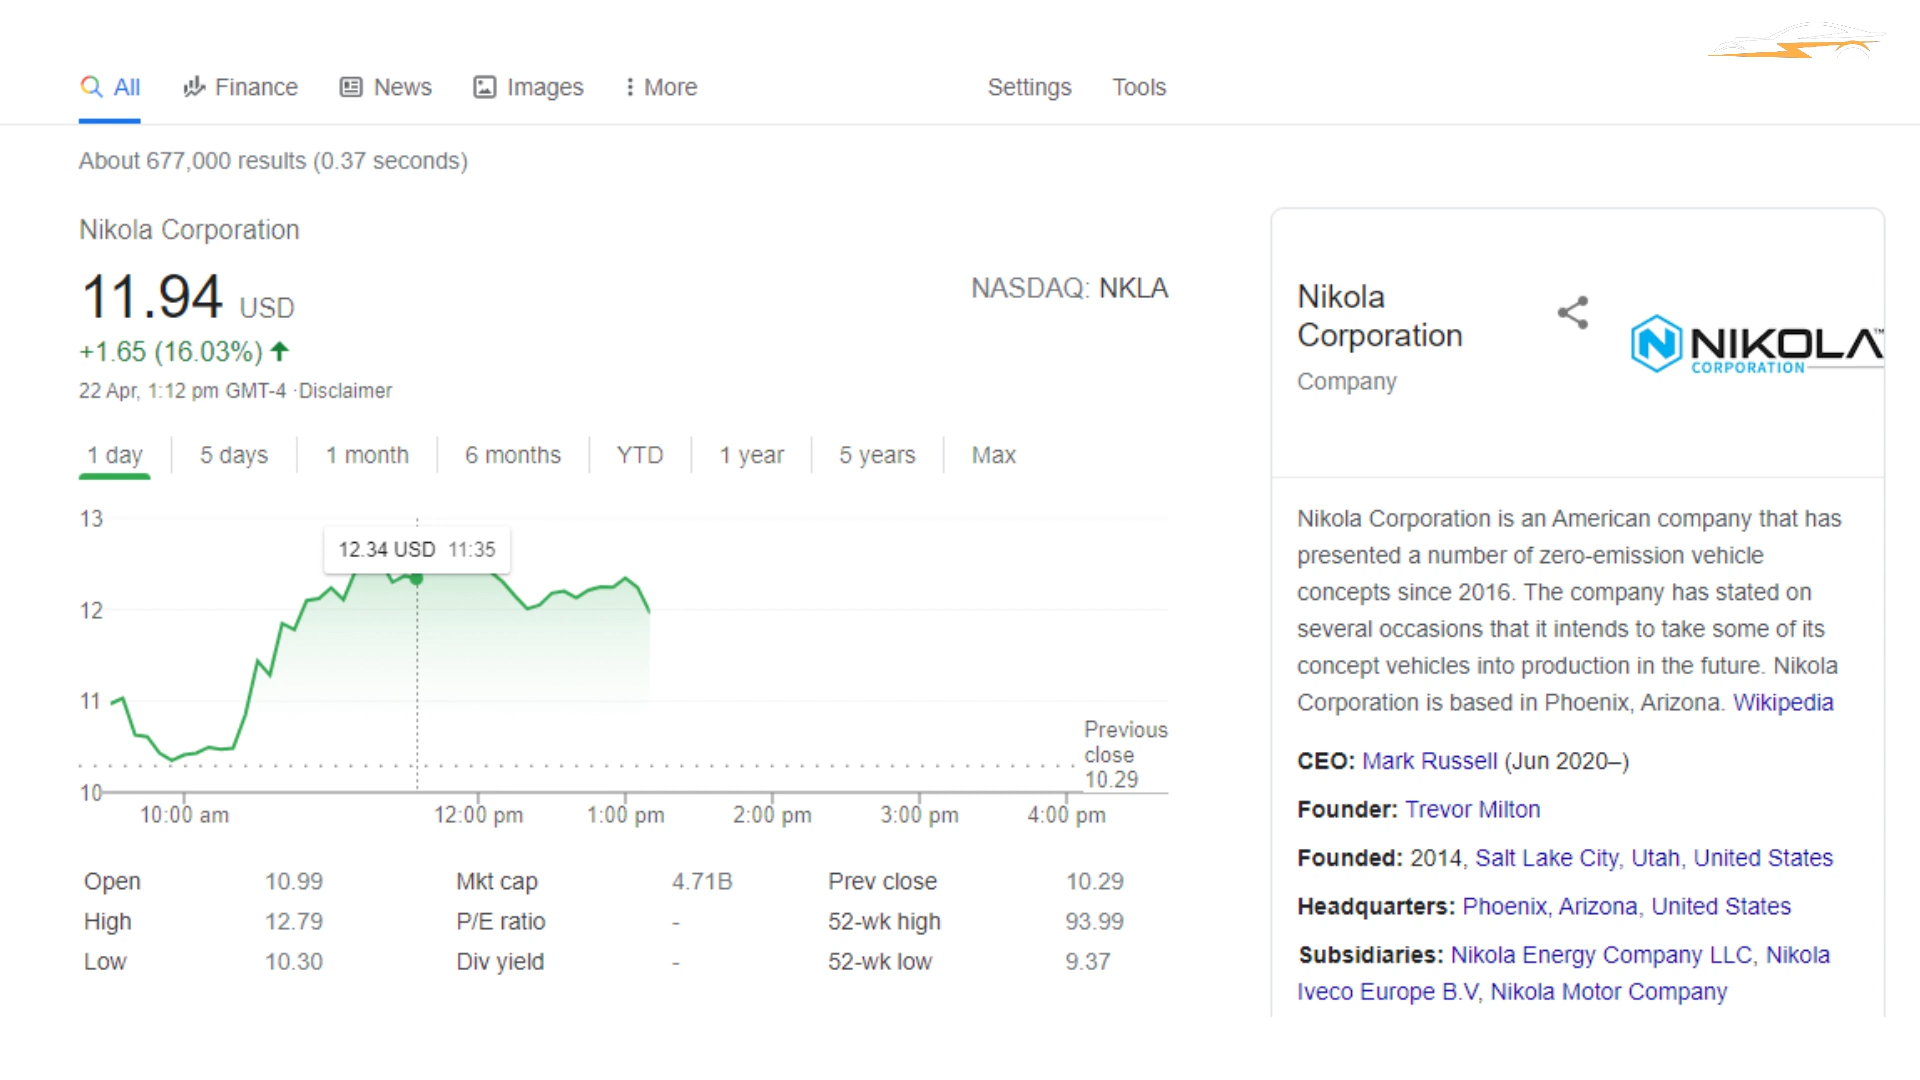 All Finance News Images More Settings Tools
About 677,000 results (0.37 seconds)
Nikola Corporation
11.94 USD
NASDAQ: NKLA
+1.65 (16.03%)
22 Apr, 1:12 pm GMT-4 ·Disclaimer
1 day 5 days 1 month 6 months YTD 1 year 5 years Max
13
12.34 USD 11:35
12
11
Previous
close
10.29
10
10:00 am 12:00 pm 1:00 pm 2:00 pm 3:00 pm 4:00 pm
Open 10.99 Mkt cap 4.71B Prev close 10.29
High 12.79 P/E ratio - 52-wk high 93.99
Low 10.30 Div yield - 52-wk low 9.37
Nikola
Corporation
Company
NIKOLA™
CORPORATION
Nikola Corporation is an American company that has
presented a number of zero-emission vehicle
concepts since 2016. The company has stated on
several occasions that it intends to take some of its
concept vehicles into production in the future. Nikola
Corporation is based in Phoenix, Arizona. Wikipedia
CEO: Mark Russell (Jun 2020–)
Founder: Trevor Milton
Founded: 2014, Salt Lake City, Utah, United States
Headquarters: Phoenix, Arizona, United States
Subsidiaries: Nikola Energy Company LLC, Nikola
Iveco Europe B.V, Nikola Motor Company